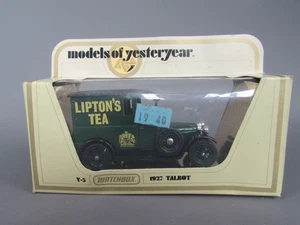 models of yesteryear.
LIPTON'S
TEA
19 40
Y-5 MATCHBOX 1927 TALBOT